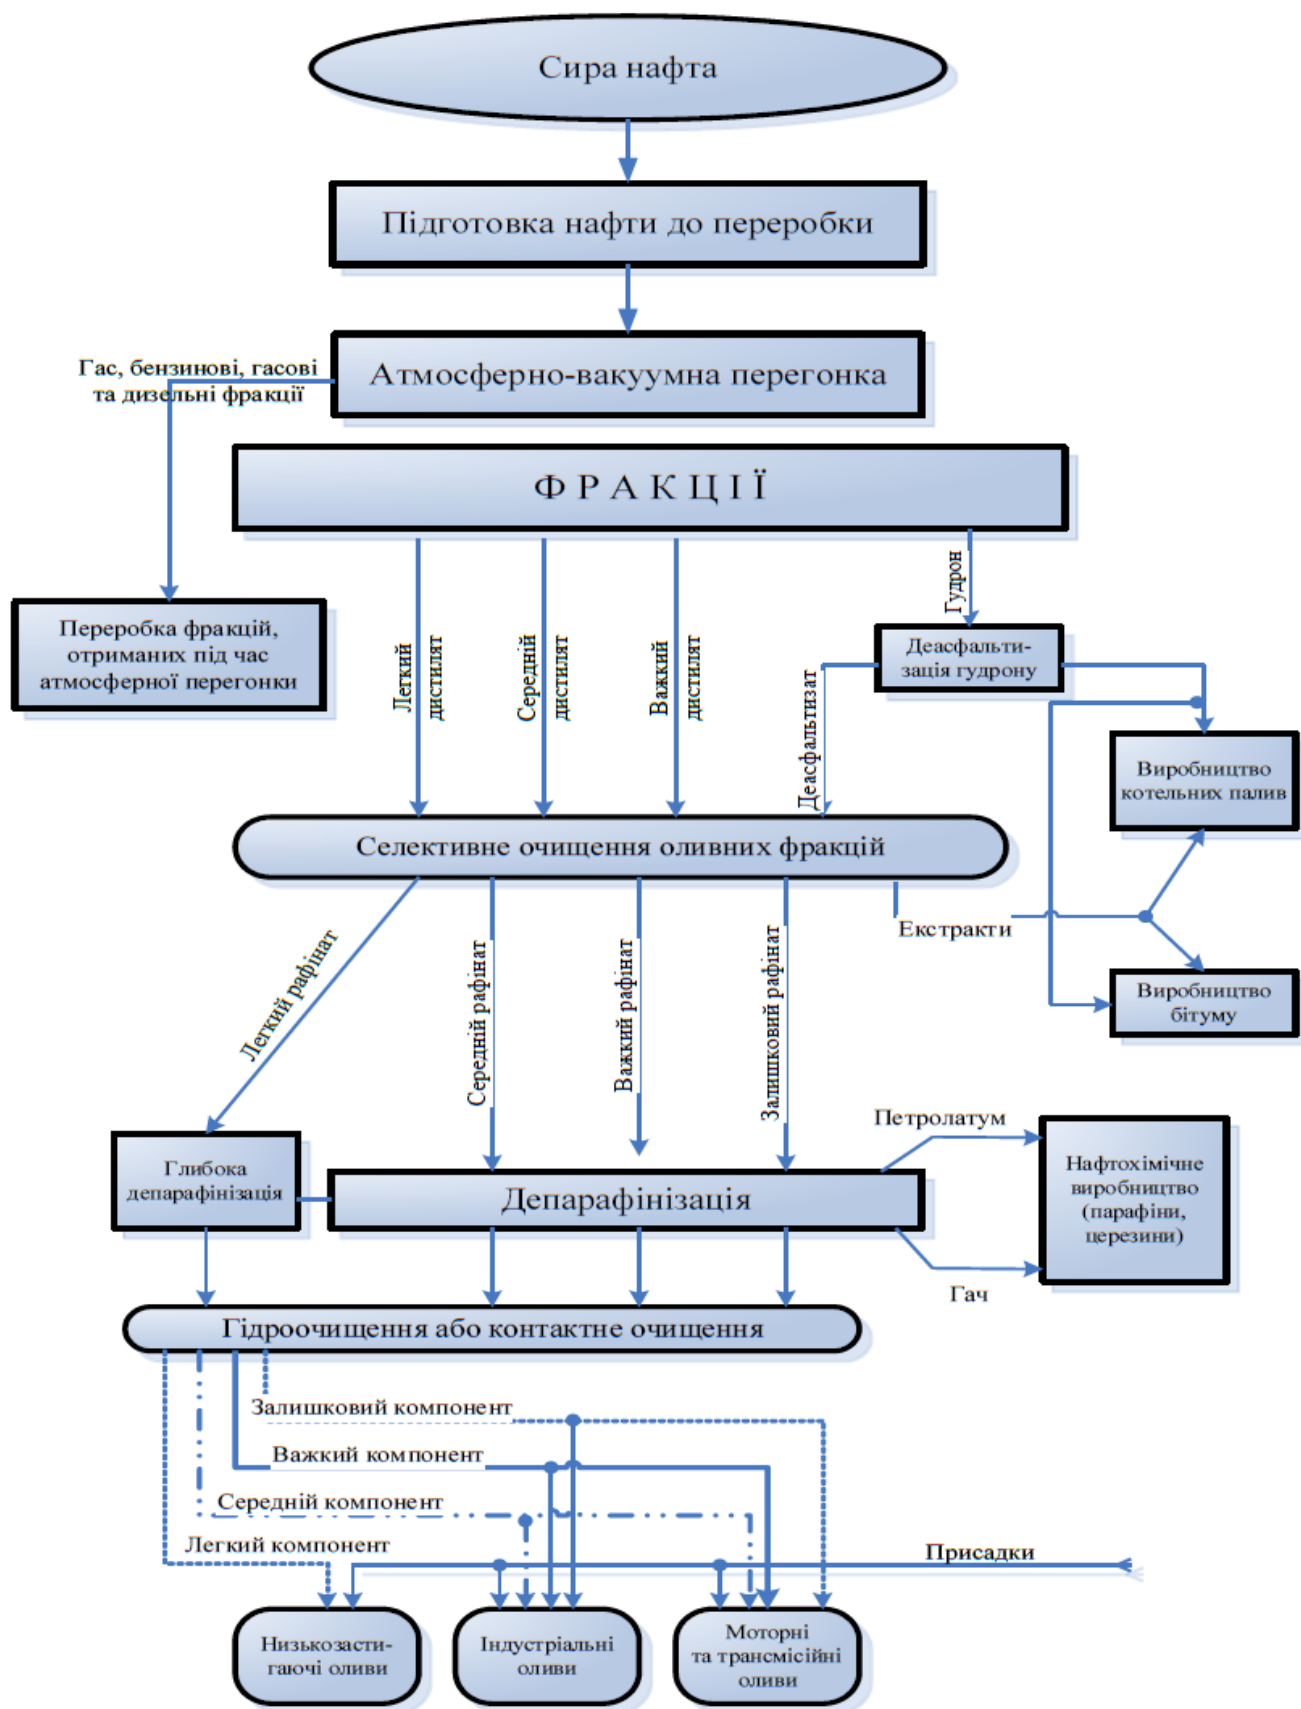 Сира нафта
Підготовка нафти до переробки
Атмосферно-вакуумна перегонка
Гас, бензинові, гасові
та дизельні фракції
ФРАКЦІЇ
Переробка фракцій,
отриманих під час
атмосферної перегонки
Легкий
дистилят
Середній
дистилят
Важкий
дистилят
Гудрон
Деасфальти-
зація гудрону
Деасфальтизат
Виробництво
котельних палив
Селективне очищення оливних фракцій
Екстракти
Виробництво
бітуму
Легкий рафінат
Середній рафінат
Важкий рафінат
Залишковий рафінат
Глибока
депарафінізація
Депарафінізація
Петролатум
Гач
Нафтохімічне
виробництво
(парафіни,
церезини)
Гідроочищення або контактне очищення
Залишковий компонент
Важкий компонент
Середній компонент
Легкий компонент
Присадки
Низькозасти-
гаючі оливи
Індустріальні
оливи
Моторні
та трансмісійні
оливи